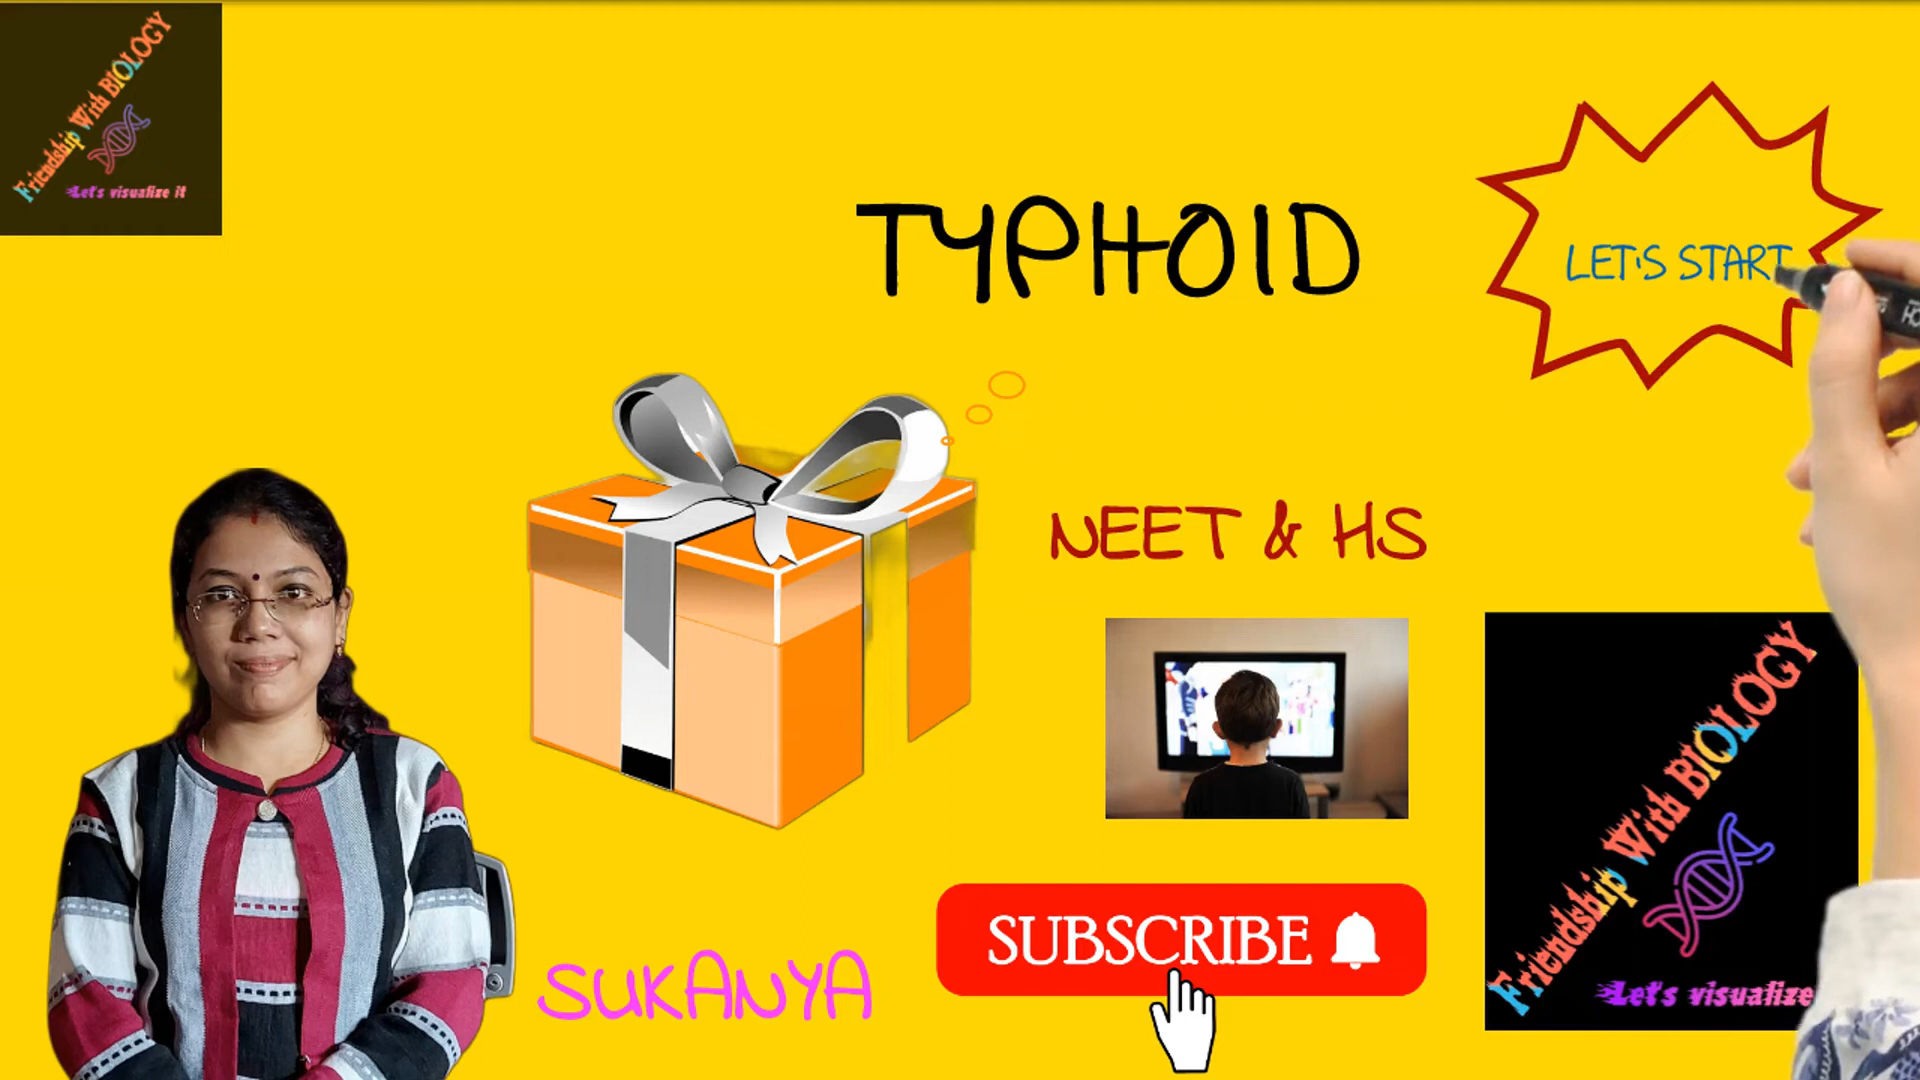 Friendship With BIOLOGY
Let's visualize it
TYPHOID
LET'S START
NEET & HS
SUBSCRIBE
SUKANYA
Friendship With BIOLOGY
Let's visualize